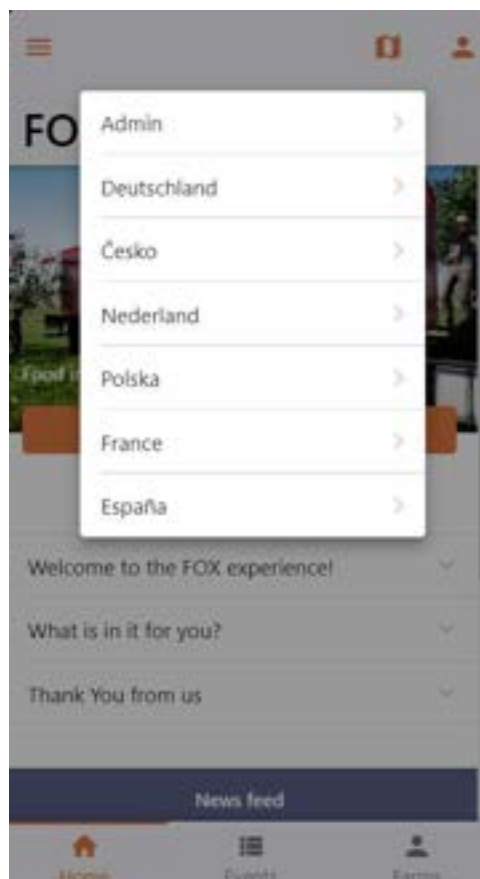 FO
Admin
Deutschland
Česko
Nederland
Polska
France
España
Food i
Welcome to the FOX experience!
What is in it for you?
Thank You from us
News feed
Home
Events
Farms